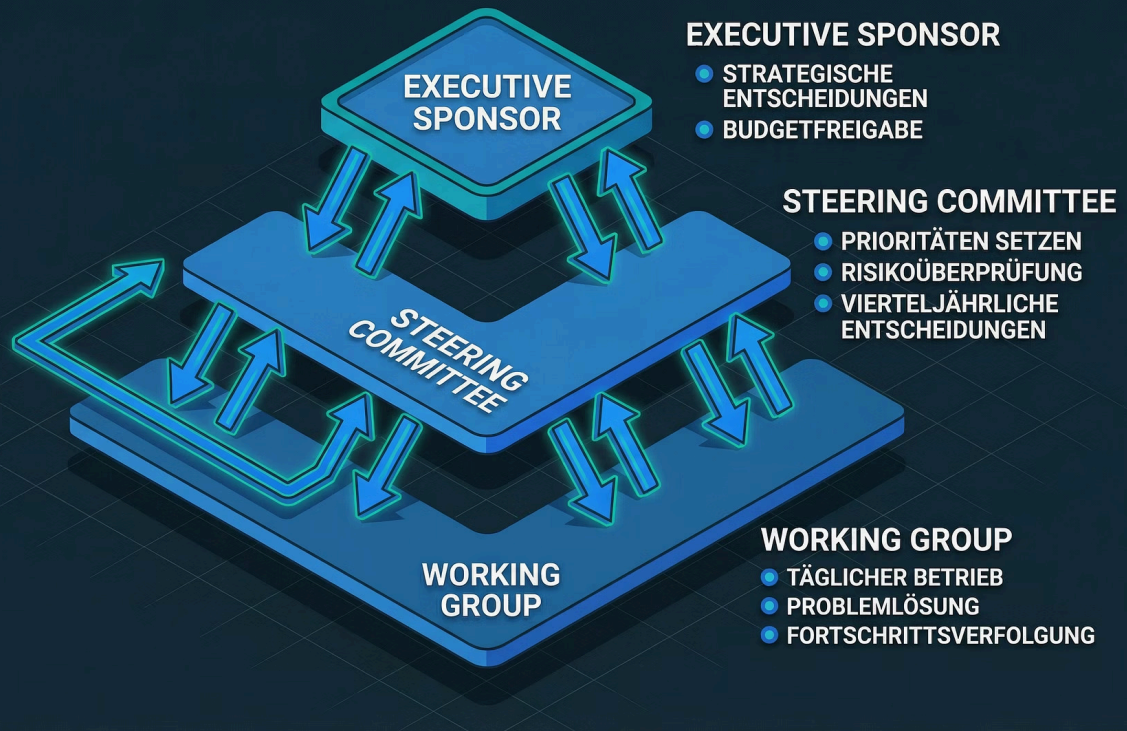 EXECUTIVE
SPONSOR
EXECUTIVE SPONSOR
STRATEGISCHE
ENTSCHEIDUNGEN
BUDGETFREIGABE
STEERING
COMMITTEE
STEERING COMMITTEE
PRIORITÄTEN SETZEN
RISIKOÜBERPRÜFUNG
VIERTELJÄHRLICHE
ENTSCHEIDUNGEN
WORKING
GROUP
WORKING GROUP
TÄGLICHER BETRIEB
PROBLEMLÖSUNG
FORTSCHRITTSVERFOLGUNG